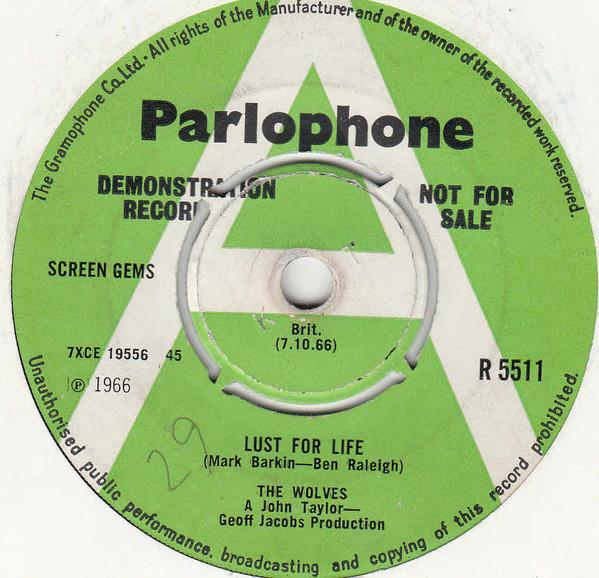 The Gramophone Co. Ltd. · All rights of the Manufacturer and of the owner of the recorded work reserved.
Parlophone
DEMONSTRATION RECORD
NOT FOR SALE
SCREEN GEMS
Brit.
(7.10.66)
7XCE 19556 45
Ⓟ 1966
R 5511
29
LUST FOR LIFE
(Mark Barkin—Ben Raleigh)
THE WOLVES
A John Taylor—
Geoff Jacobs Production
Unauthorised public performance, broadcasting and copying of this record prohibited.